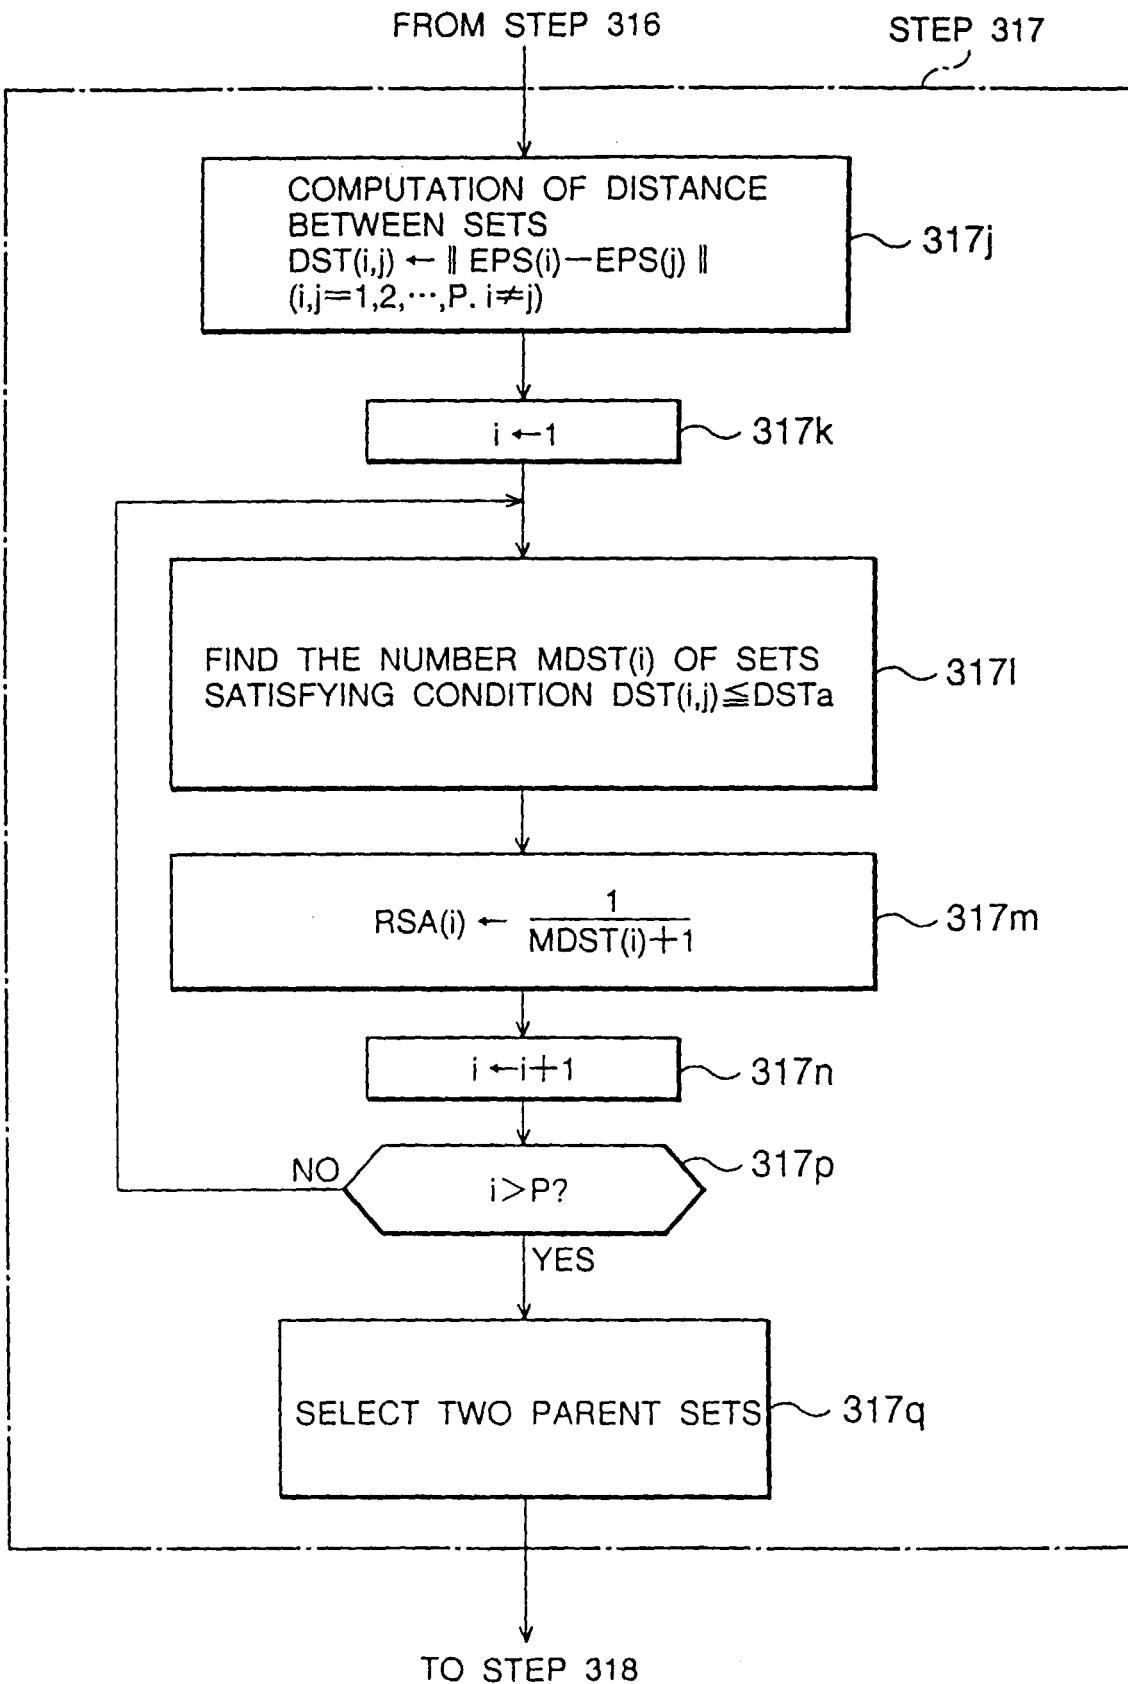 FROM STEP 316
STEP 317
COMPUTATION OF DISTANCE
BETWEEN SETS
DST(i,j) ← ‖ EPS(i)−EPS(j) ‖
(i,j=1,2,⋯,P. i≠j)
317j
i ←1
317k
FIND THE NUMBER MDST(i) OF SETS
SATISFYING CONDITION DST(i,j)≦DSTa
317l
RSA(i) ← 1
MDST(i)+1
317m
i ←i+1
317n
NO
i>P?
317p
YES
SELECT TWO PARENT SETS
317q
TO STEP 318